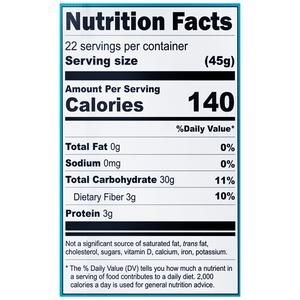 Nutrition Facts
22 servings per container
Serving size (45g)
Amount Per Serving
Calories 140
%Daily Value*
Total Fat 0g 0%
Sodium 0mg 0%
Total Carbohydrate 30g 11%
Dietary Fiber 3g 10%
Protein 3g
Not a significant source of saturated fat, trans fat,
cholesterol, sugars, vitamin D, calcium, iron, potassium.
* The % Daily Value (DV) tells you how much a nutrient in
a serving of food contributes to a daily diet. 2,000
calories a day is used for general nutrition advice.